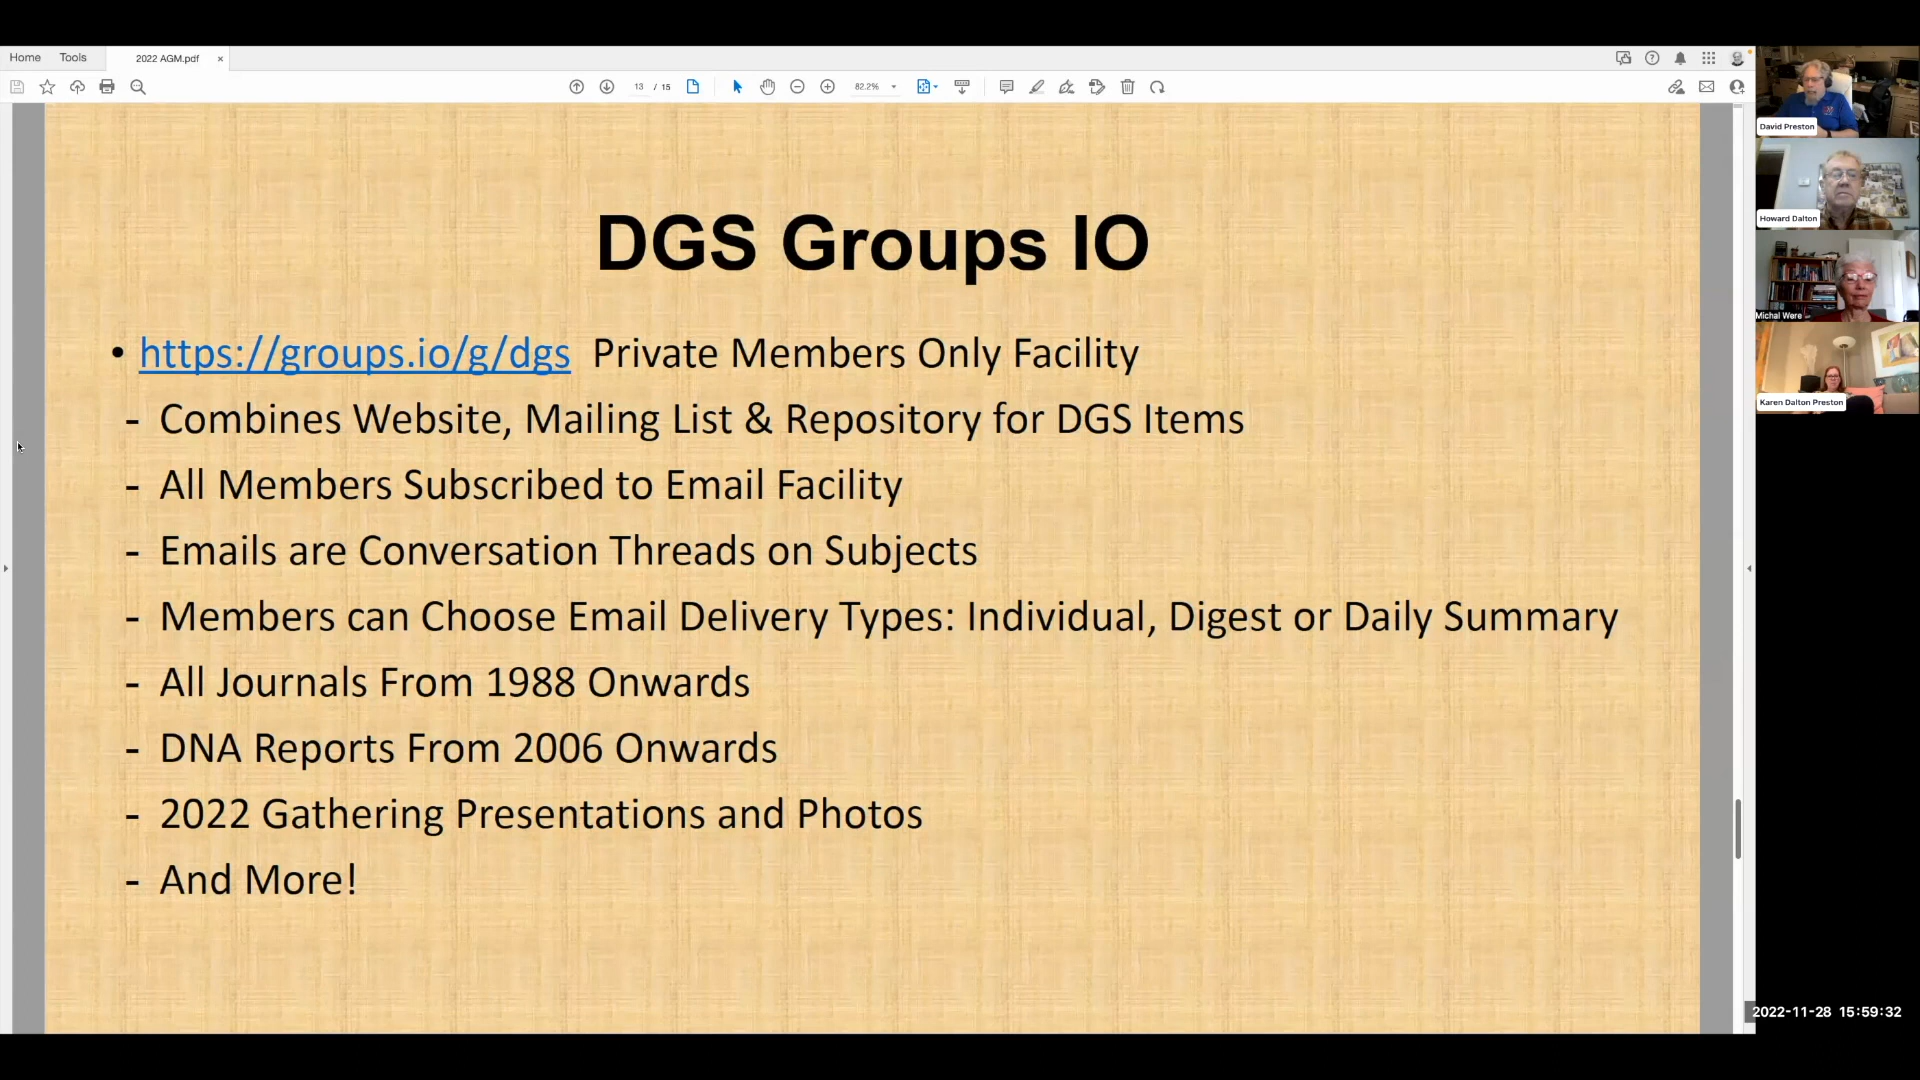 Home Tools 2022 AGM.pdf ×
13 / 15 82.2%
DGS Groups IO
• https://groups.io/g/dgs Private Members Only Facility
- Combines Website, Mailing List & Repository for DGS Items
- All Members Subscribed to Email Facility
- Emails are Conversation Threads on Subjects
- Members can Choose Email Delivery Types: Individual, Digest or Daily Summary
- All Journals From 1988 Onwards
- DNA Reports From 2006 Onwards
- 2022 Gathering Presentations and Photos
- And More!
David Preston
Howard Dalton
Michal Were
Karen Dalton Preston
2022-11-28 15:59:32